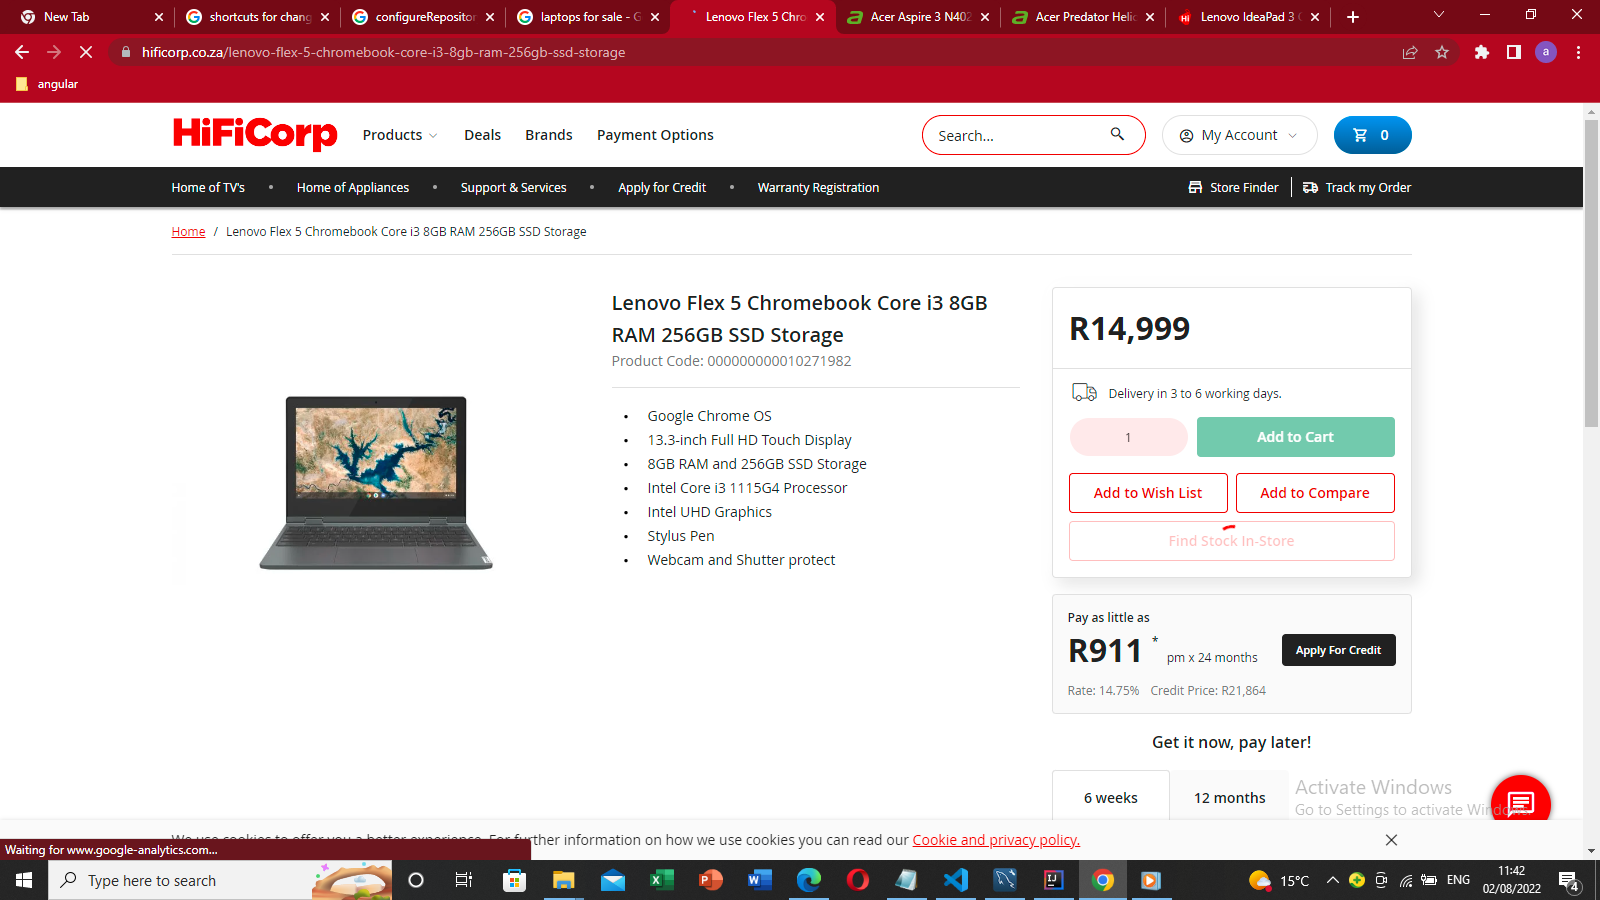 New Tab
shortcuts for chang
configureRepositor
laptops for sale - G
Lenovo Flex 5 Chro
Acer Aspire 3 N402
Acer Predator Helio
Lenovo IdeaPad 3 C
hificorp.co.za/lenovo-flex-5-chromebook-core-i3-8gb-ram-256gb-ssd-storage
a
angular
HiFiCorp
Products
Deals
Brands
Payment Options
Search...
My Account
0
Home of TV's • Home of Appliances • Support & Services • Apply for Credit • Warranty Registration
Store Finder
Track my Order
Home / Lenovo Flex 5 Chromebook Core i3 8GB RAM 256GB SSD Storage
Lenovo Flex 5 Chromebook Core i3 8GB
RAM 256GB SSD Storage
Product Code: 000000000010271982
• Google Chrome OS
• 13.3-inch Full HD Touch Display
• 8GB RAM and 256GB SSD Storage
• Intel Core i3 1115G4 Processor
• Intel UHD Graphics
• Stylus Pen
• Webcam and Shutter protect
R14,999
Delivery in 3 to 6 working days.
1
Add to Cart
Add to Wish List
Add to Compare
Find Stock In-Store
Pay as little as
R911 * pm x 24 months
Apply For Credit
Rate: 14.75% Credit Price: R21,864
Get it now, pay later!
6 weeks
12 months
Activate Windows
Go to Settings to activate Windows.
We use cookies to offer you a better experience. For further information on how we use cookies you can read our Cookie and privacy policy.
Waiting for www.google-analytics.com...
Type here to search
15°C
ENG
11:42
02/08/2022
4